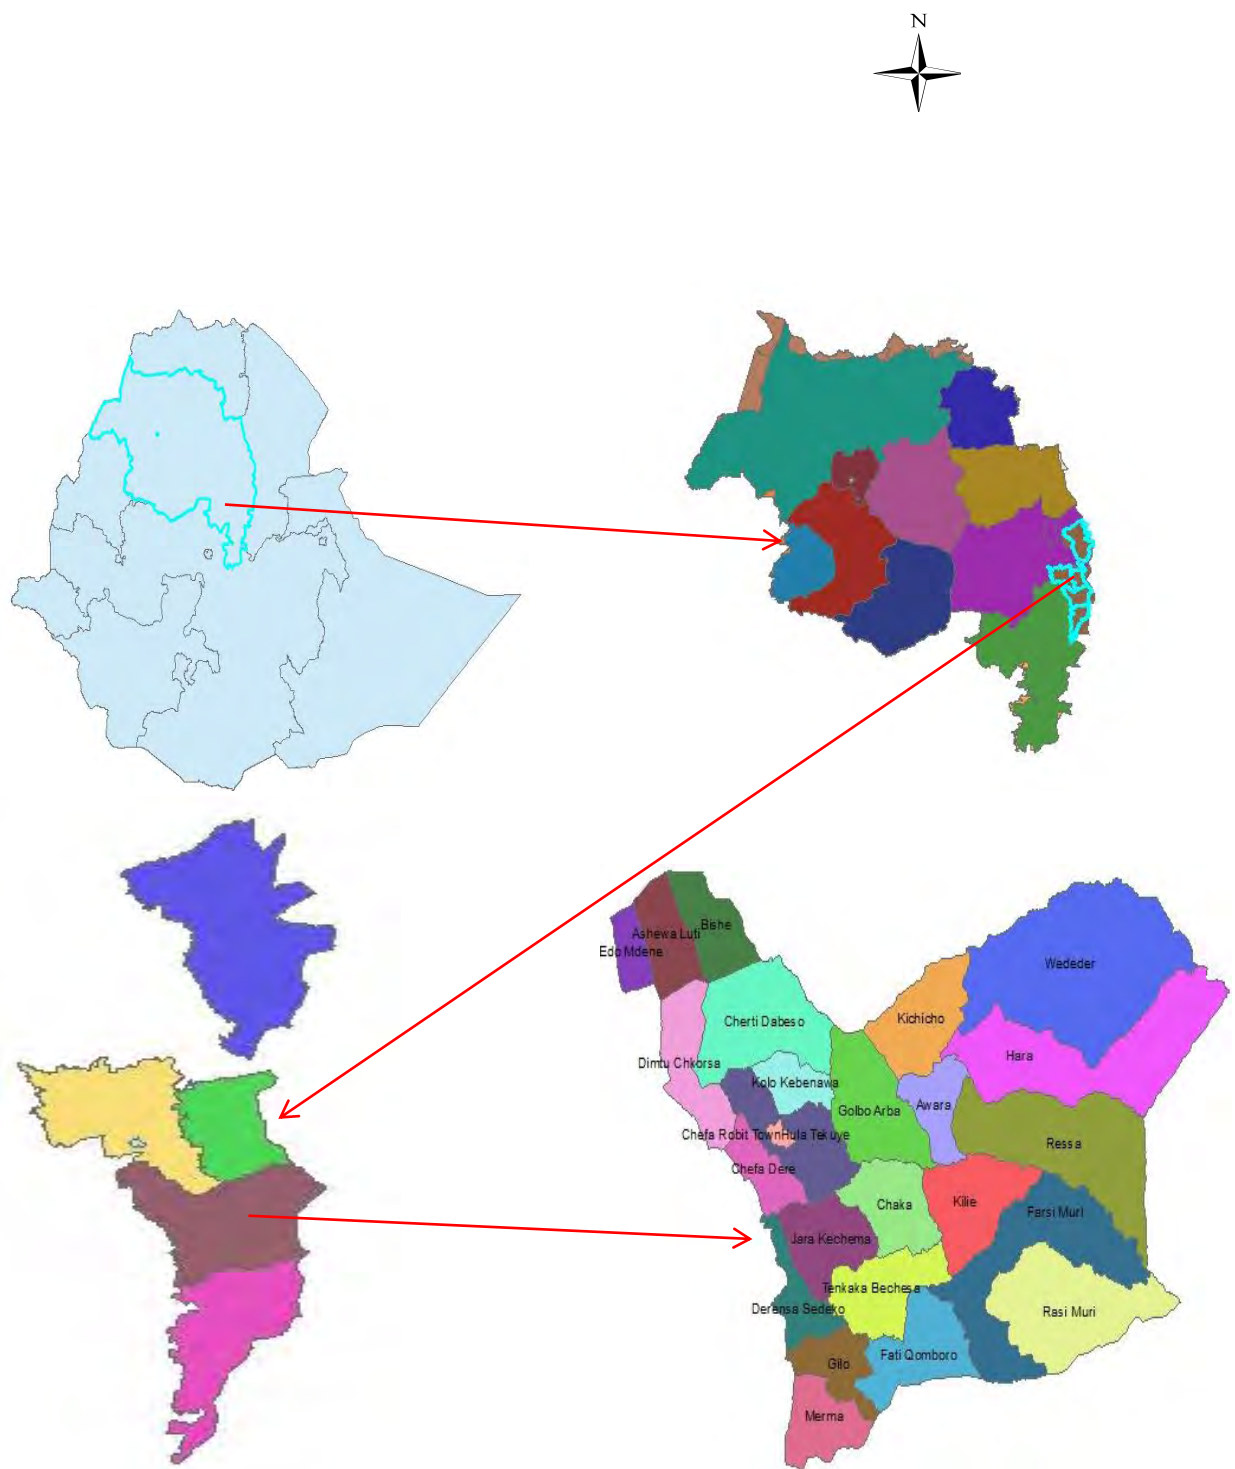 N
Bishe
Ashewa Luti
Edo Mdene
Wededer
Cherti Dabeso
Kichicho
Hara
Dimtu Chkorsa
Kolo Kebenawa
Golbo Arba
Awara
Chefa Robit Town
Hula Tekuye
Ressa
Chefa Dere
Chaka
Kilie
Farsi Muri
Jara Kechema
Tenkaka Bechesa
Derensa Sedeko
Rasi Muri
Gilo
Fati Qomboro
Merma